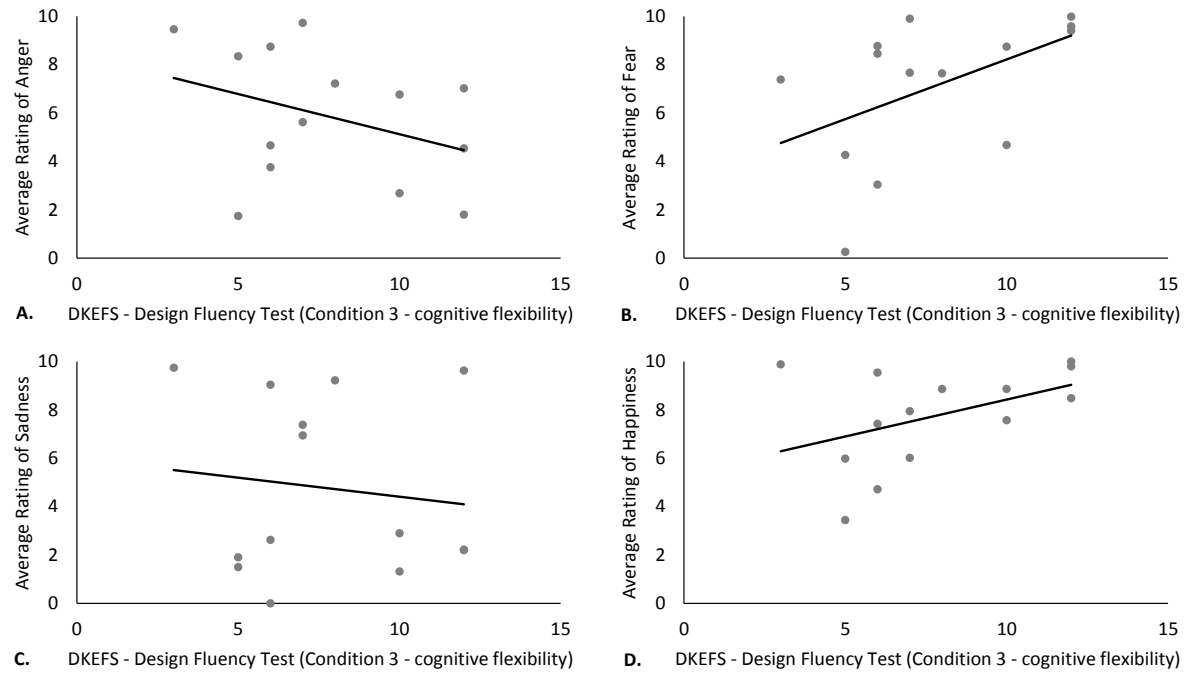 10
8
6
4
2
0
0 5 10 15
Average Rating of Anger
A. DKEFS - Design Fluency Test (Condition 3 - cognitive flexibility)
10
8
6
4
2
0
0 5 10 15
Average Rating of Fear
B. DKEFS - Design Fluency Test (Condition 3 - cognitive flexibility)
10
8
6
4
2
0
0 5 10 15
Average Rating of Sadness
C. DKEFS - Design Fluency Test (Condition 3 - cognitive flexibility)
10
8
6
4
2
0
0 5 10 15
Average Rating of Happiness
D. DKEFS - Design Fluency Test (Condition 3 - cognitive flexibility)